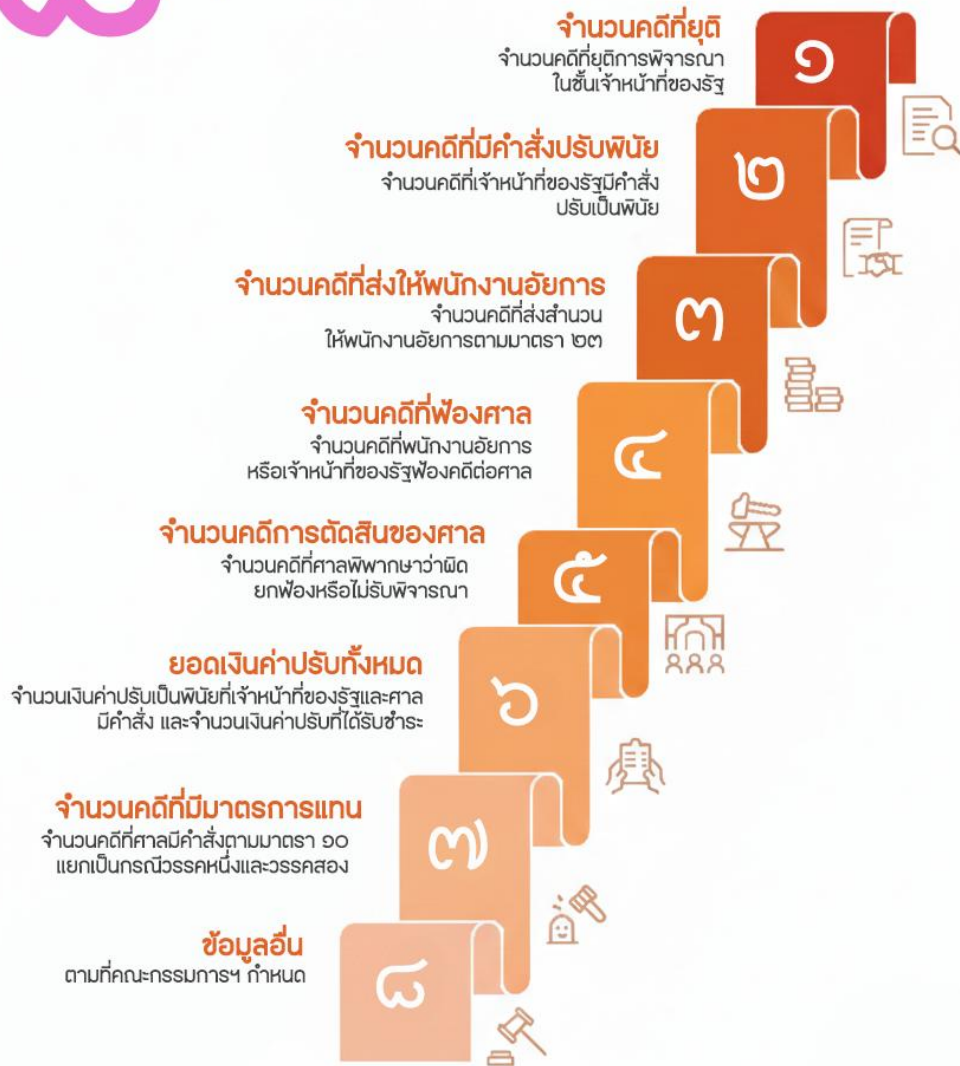 ๑
จำนวนคดีที่ยุติ
จำนวนคดีที่ยุติการพิจารณา
ในชั้นเจ้าหน้าที่ของรัฐ
๒
จำนวนคดีที่มีคำสั่งปรับพินัย
จำนวนคดีที่เจ้าหน้าที่ของรัฐมีคำสั่ง
ปรับเป็นพินัย
๓
จำนวนคดีที่ส่งให้พนักงานอัยการ
จำนวนคดีที่ส่งสำนวน
ให้พนักงานอัยการตามมาตรา ๒๓
๔
จำนวนคดีที่ฟ้องศาล
จำนวนคดีที่พนักงานอัยการ
หรือเจ้าหน้าที่ของรัฐฟ้องคดีต่อศาล
๕
จำนวนคดีการตัดสินของศาล
จำนวนคดีที่ศาลพิพากษาว่าผิด
ยกฟ้องหรือไม่รับพิจารณา
๖
ยอดเงินค่าปรับทั้งหมด
จำนวนเงินค่าปรับเป็นพินัยที่เจ้าหน้าที่ของรัฐและศาล
มีคำสั่ง และจำนวนเงินค่าปรับที่ได้รับชำระ
๗
จำนวนคดีที่มีมาตรการแทน
จำนวนคดีที่ศาลมีคำสั่งตามมาตรา ๑๐
แยกเป็นกรณีวรรคหนึ่งและวรรคสอง
๘
ข้อมูลอื่น
ตามที่คณะกรรมการฯ กำหนด